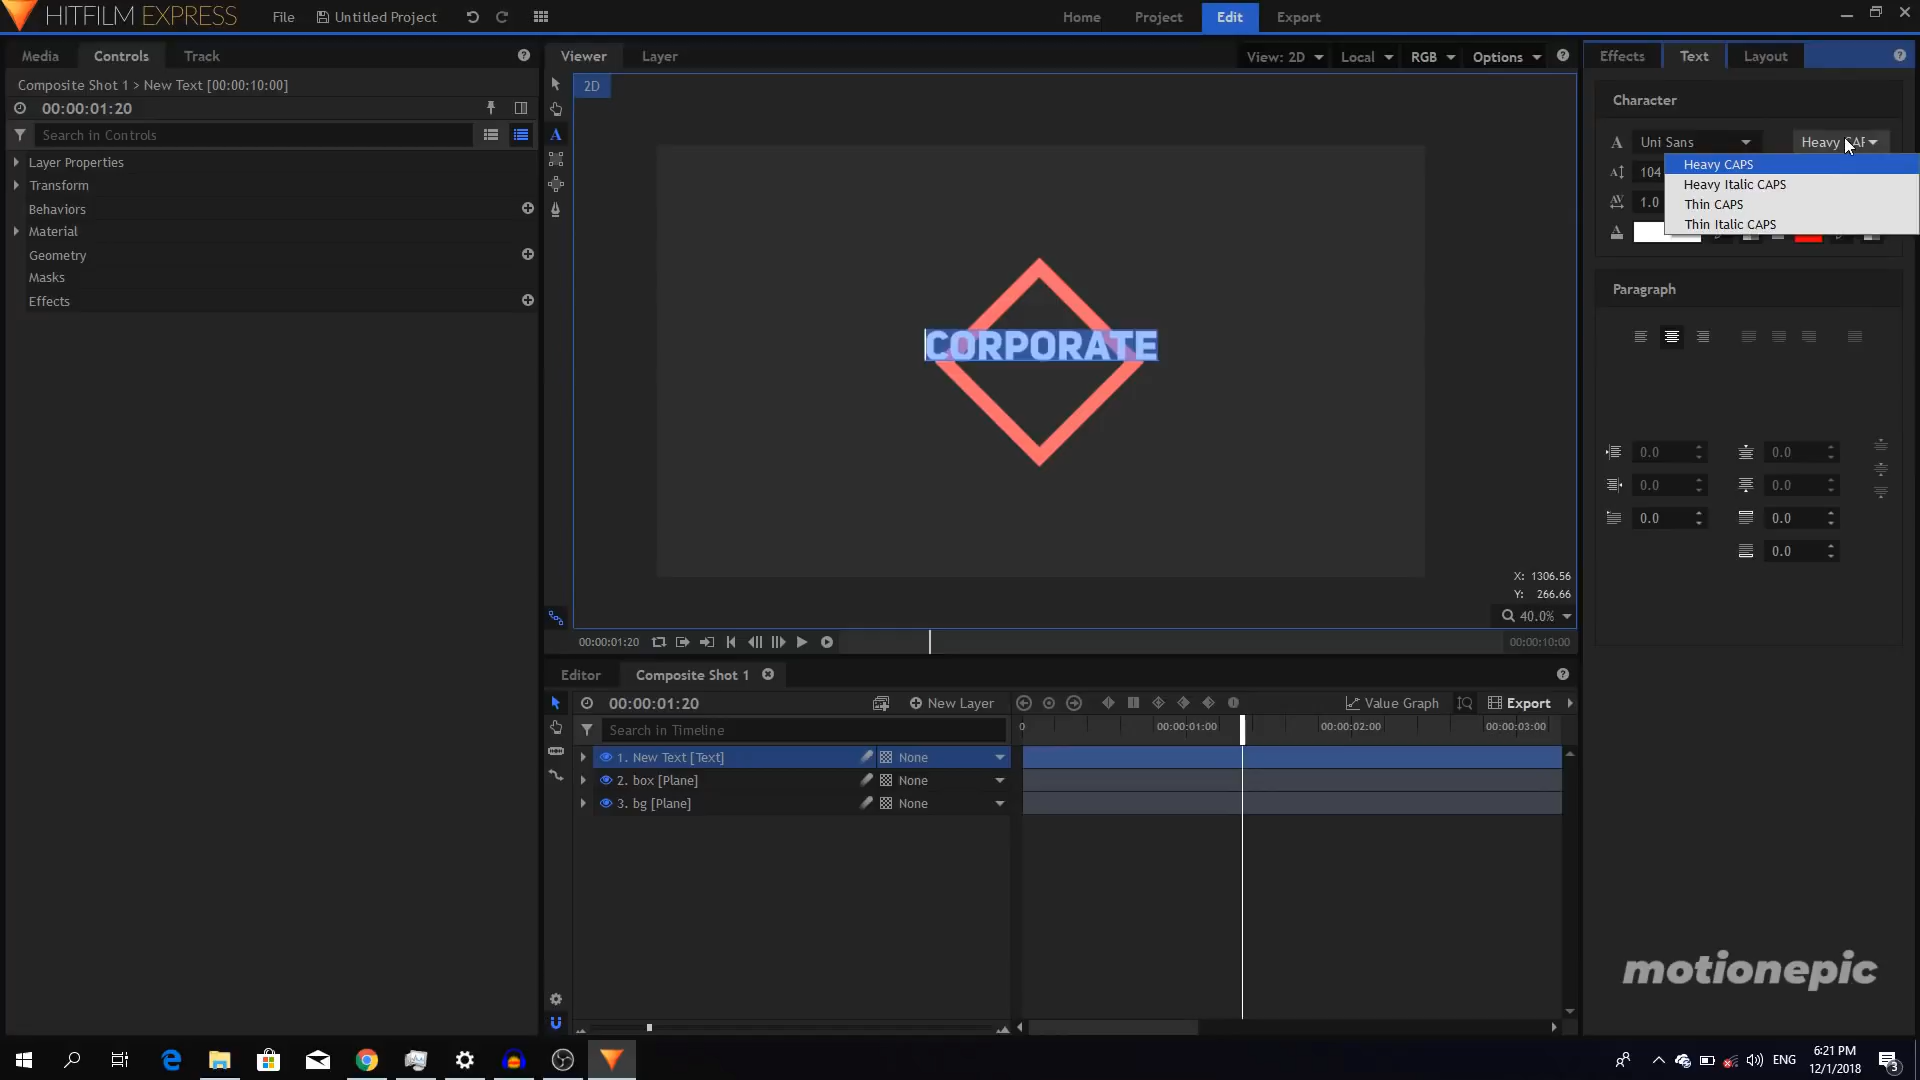 HITFILM EXPRESS
File
Untitled Project
Home
Project
Edit
Export
Media
Controls
Track
Composite Shot 1 > New Text [00:00:10:00]
00:00:01:20
Search in Controls
Layer Properties
Transform
Behaviors
Material
Geometry
Masks
Effects
Viewer
Layer
View: 2D
Local
RGB
Options
2D
CORPORATE
X: 1306.56
Y: 266.66
40.0%
00:00:01:20
00:00:10:00
Editor
Composite Shot 1
00:00:01:20
New Layer
Value Graph
Export
Search in Timeline
0
00:00:01:00
00:00:02:00
00:00:03:00
1. New Text [Text]
None
2. box [Plane]
None
3. bg [Plane]
None
Effects
Text
Layout
Character
Uni Sans
Heavy
104
1.0
Heavy CAPS
Heavy Italic CAPS
Thin CAPS
Thin Italic CAPS
Paragraph
0.0
0.0
0.0
0.0
0.0
0.0
0.0
motionepic
ENG
6:21 PM
12/1/2018
3